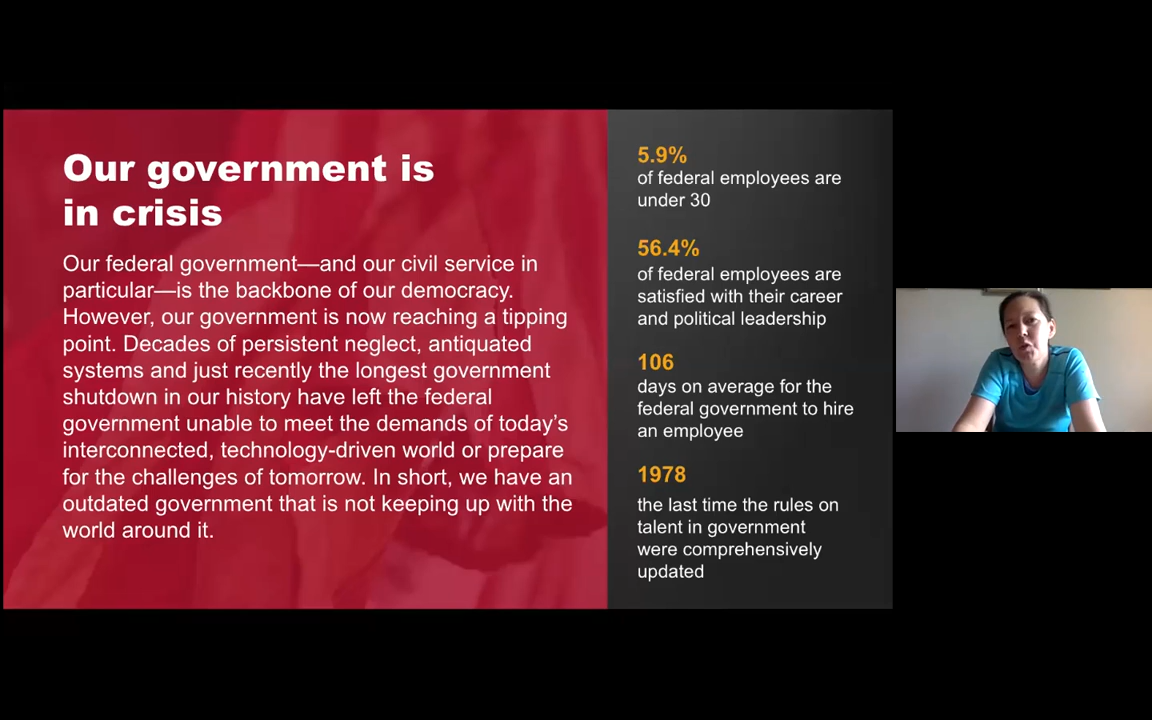 Our government is
in crisis
Our federal government—and our civil service in
particular—is the backbone of our democracy.
However, our government is now reaching a tipping
point. Decades of persistent neglect, antiquated
systems and just recently the longest government
shutdown in our history have left the federal
government unable to meet the demands of today’s
interconnected, technology-driven world or prepare
for the challenges of tomorrow. In short, we have an
outdated government that is not keeping up with the
world around it.
5.9%
of federal employees are
under 30
56.4%
of federal employees are
satisfied with their career
and political leadership
106
days on average for the
federal government to hire
an employee
1978
the last time the rules on
talent in government
were comprehensively
updated